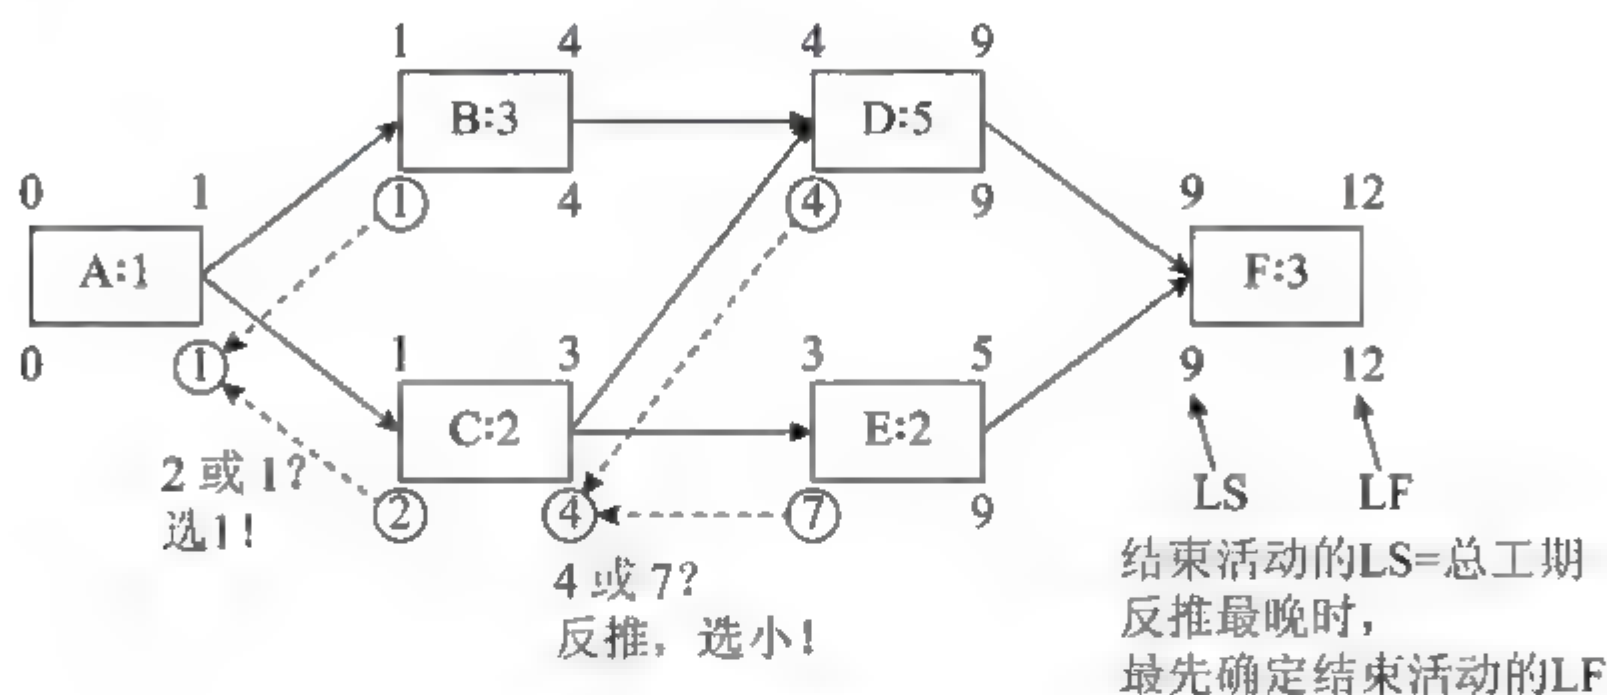 1 4 4 9
B:3 D:5
0 1 ① 4 ④ 9 9 12
A:1 F:3
0 ① 1 3 3 5 9 12
C:2 E:2
2 或 1? ② ④ ⑦ 9 LS LF
选1!
4 或 7?
反推，选小!
结束活动的LS=总工期
反推最晚时，
最先确定结束活动的LF